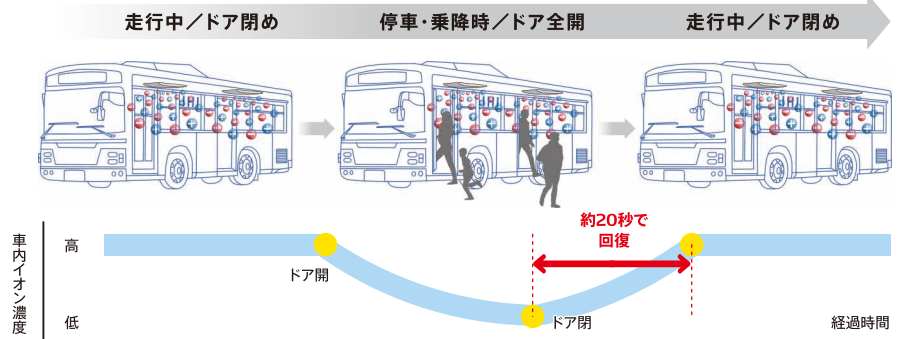 走行中／ドア閉め
停車・乗降時／ドア全開
走行中／ドア閉め
約20秒で
回復
車内イオン濃度
高
ドア開
低
ドア閉
経過時間